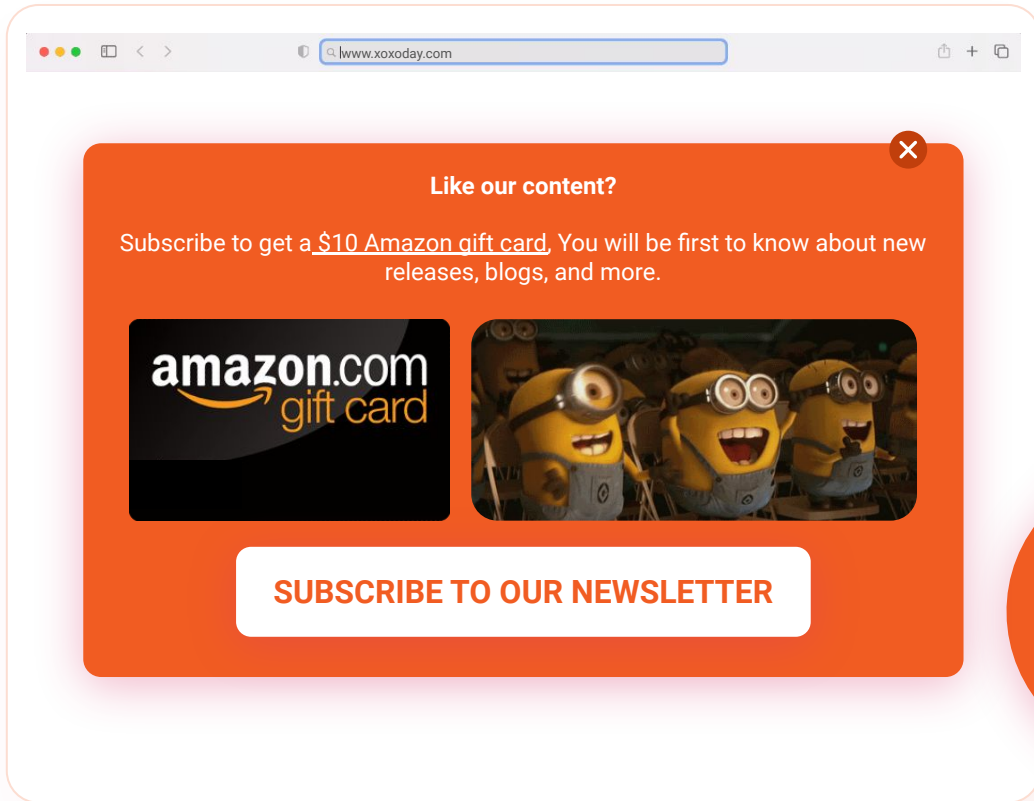 www.xoxoday.com
Like our content?
Subscribe to get a $10 Amazon gift card, You will be first to know about new
releases, blogs, and more.
amazon.com
gift card
SUBSCRIBE TO OUR NEWSLETTER